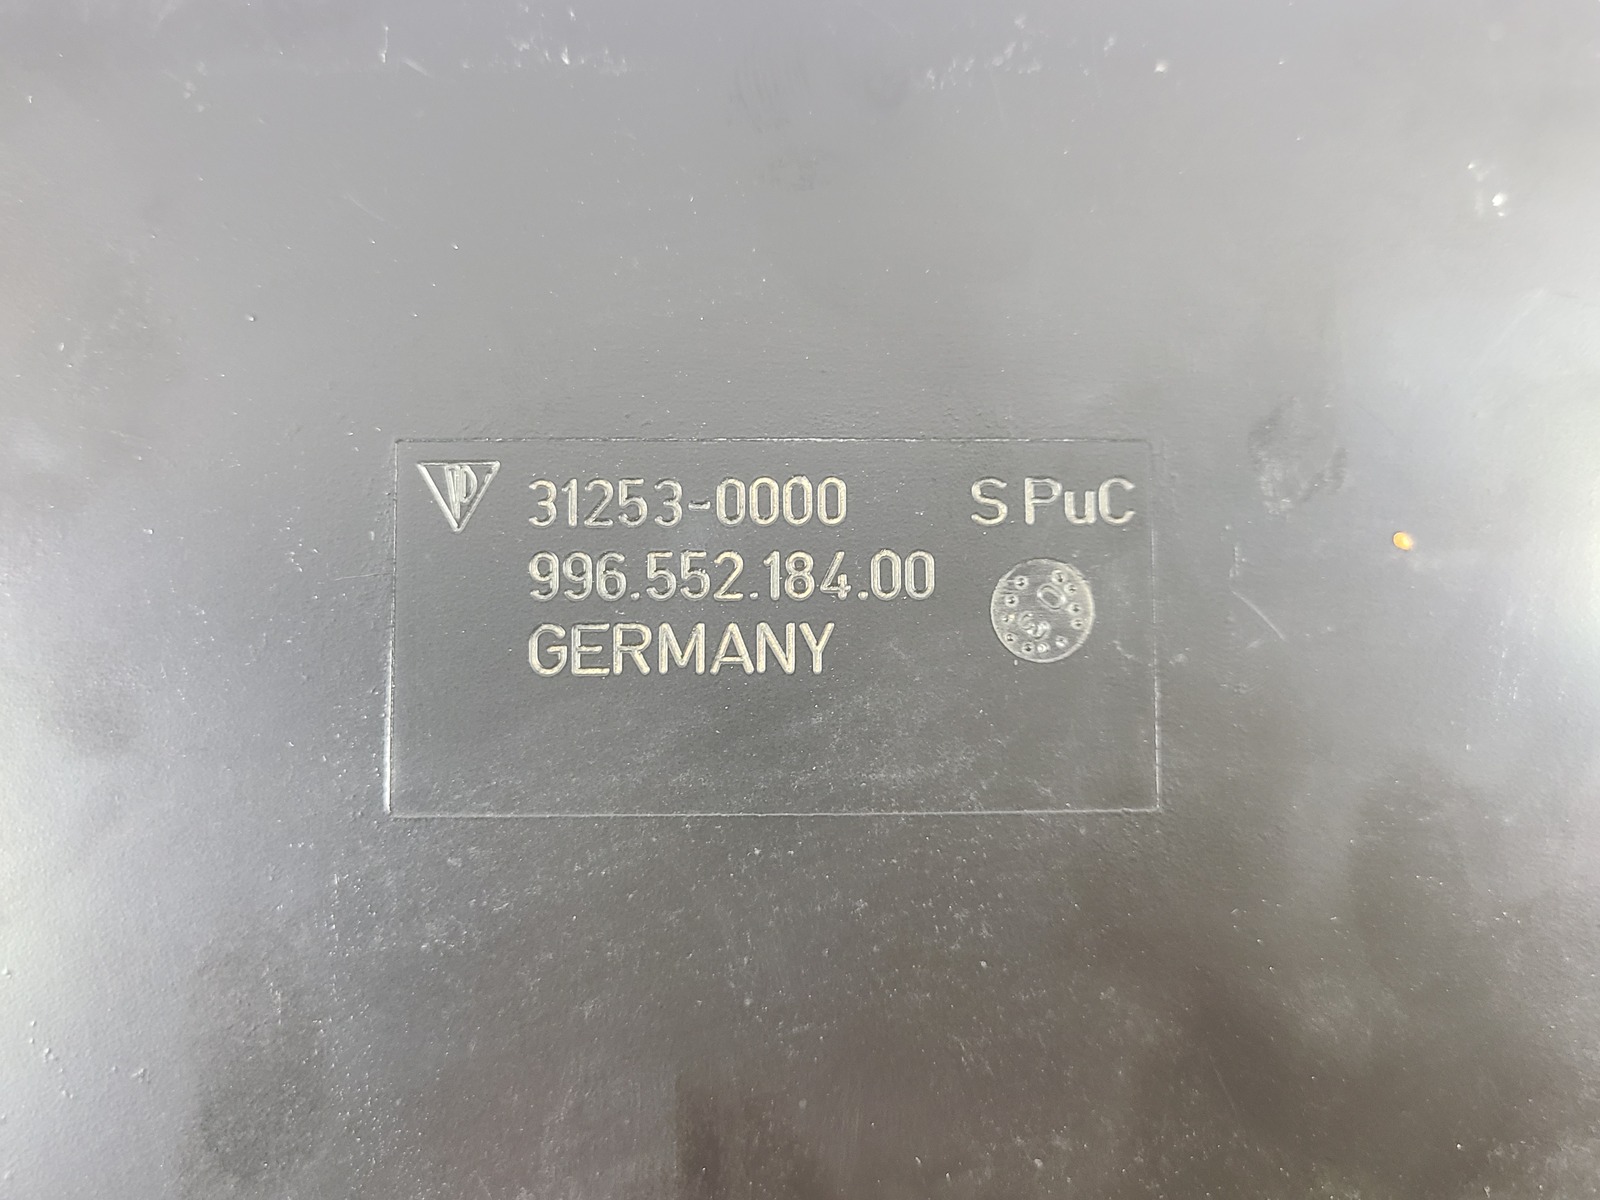 31253-0000 S PuC
996.552.184.00
GERMANY